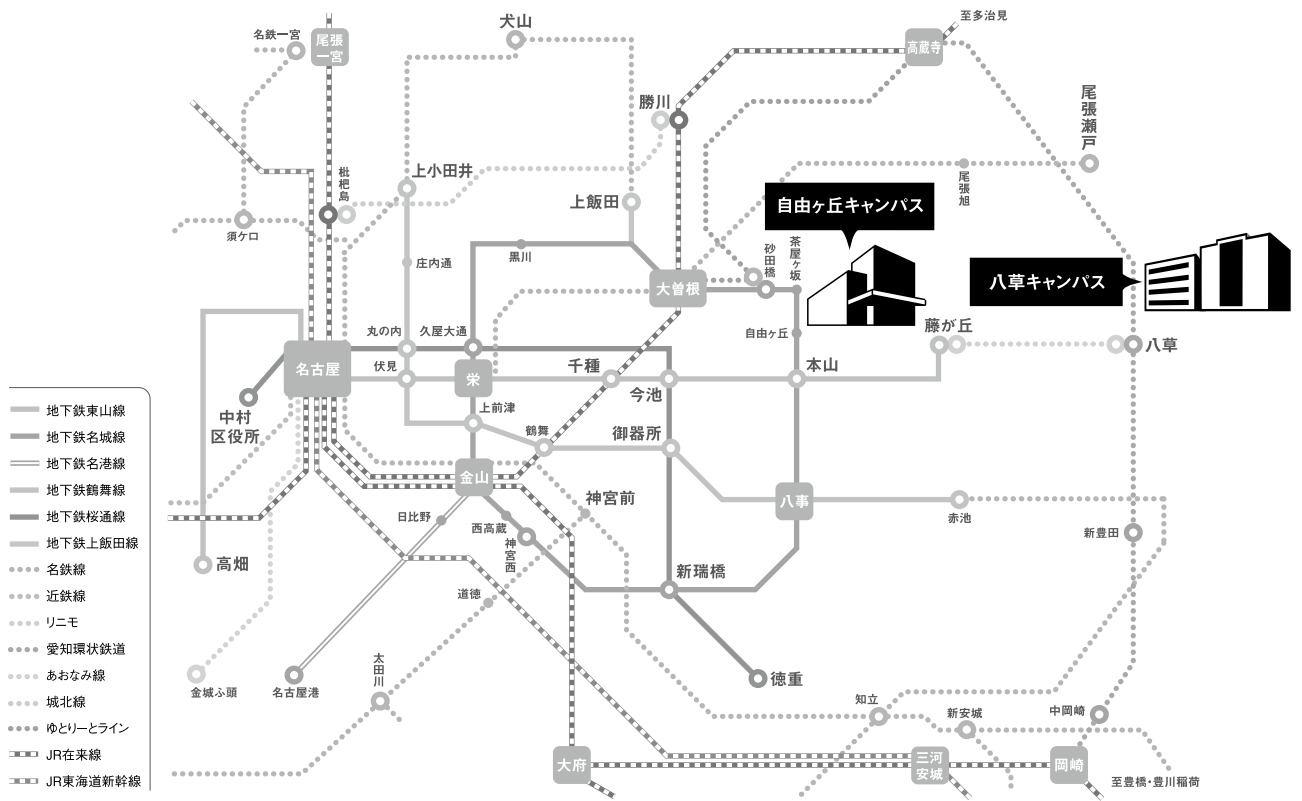 至多治見
犬山
名鉄一宮
尾張
一宮
高蔵寺
勝川
尾張瀬戸
枇杷島
上小田井
尾張旭
上飯田
自由ヶ丘キャンパス
須ケ口
黒川
庄内通
砂田橋
茶屋ヶ坂
八草キャンパス
大曽根
丸の内
久屋大通
自由ヶ丘
藤が丘
八草
名古屋
伏見
栄
千種
今池
本山
中村
区役所
上前津
鶴舞
御器所
地下鉄東山線
地下鉄名城線
地下鉄名港線
地下鉄鶴舞線
地下鉄桜通線
地下鉄上飯田線
名鉄線
近鉄線
リニモ
愛知環状鉄道
あおなみ線
城北線
ゆとりーとライン
JR在来線
JR東海道新幹線
金山
神宮前
八事
赤池
日比野
西高蔵
神宮西
新豊田
高畑
新瑞橋
道徳
太田川
金城ふ頭
名古屋港
徳重
知立
新安城
中岡崎
大府
三河
安城
岡崎
至豊橋・豊川稲荷